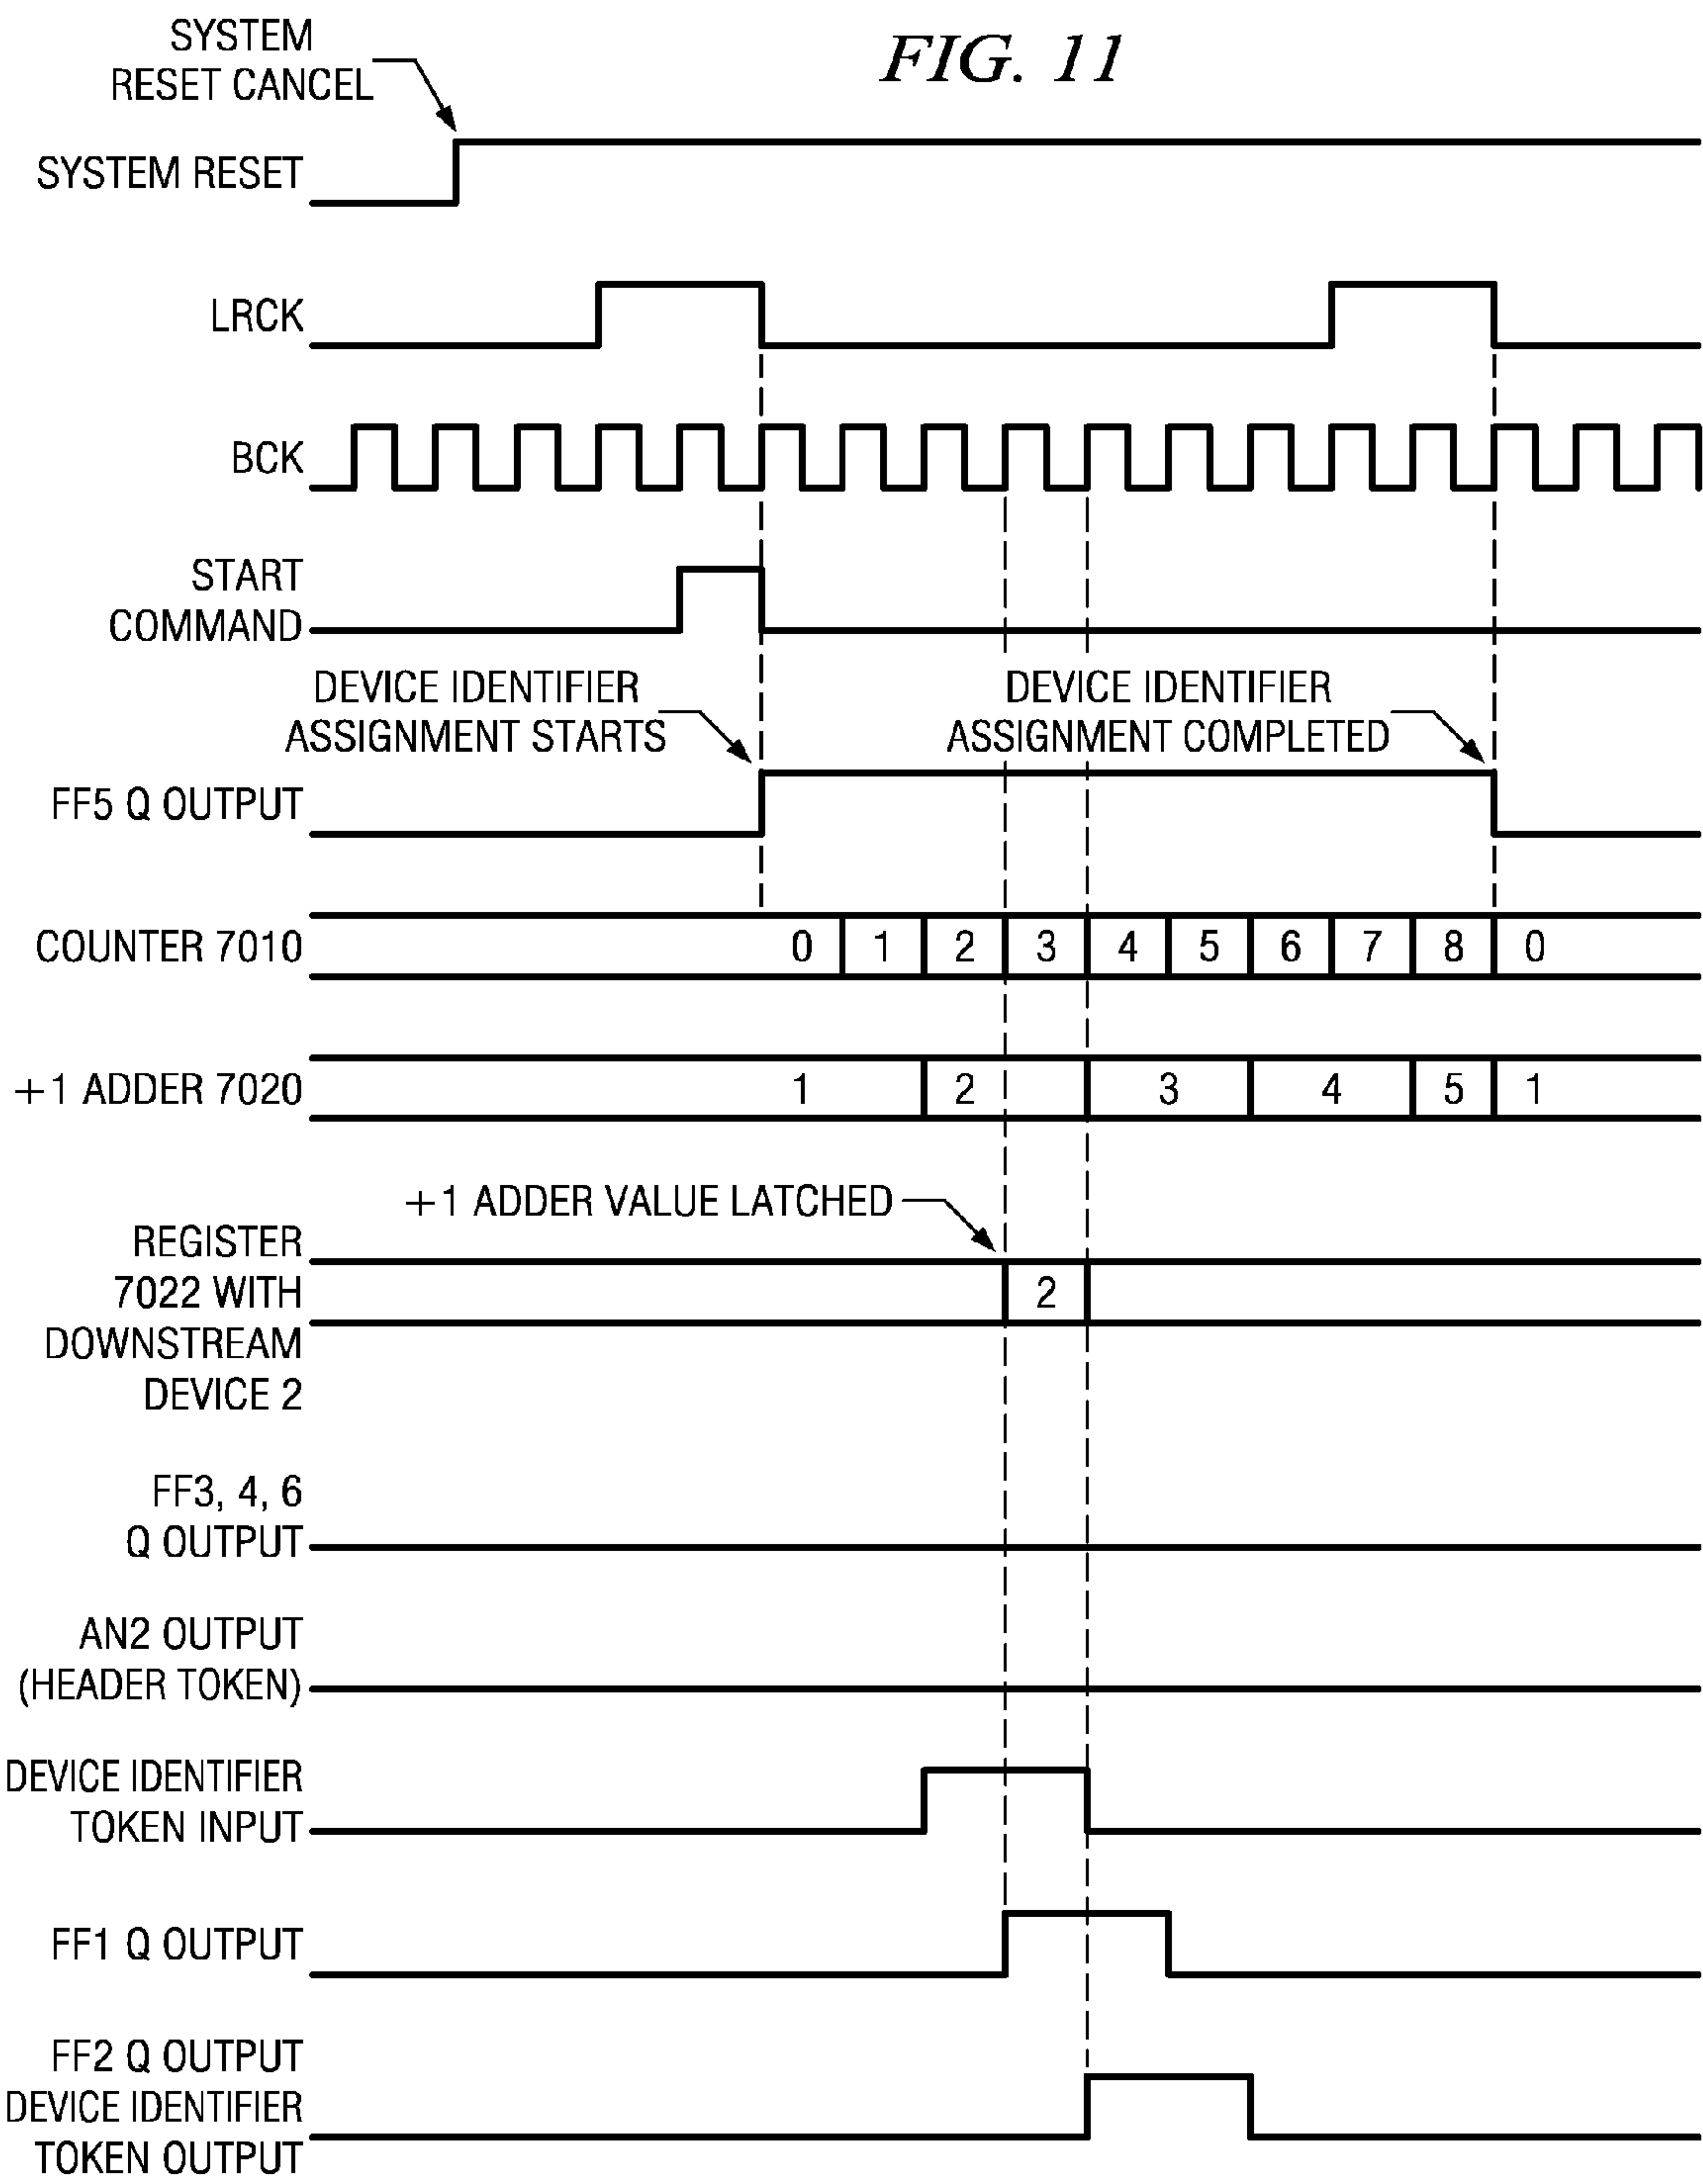 FIG. 11
SYSTEM
RESET CANCEL
SYSTEM RESET
LRCK
BCK
START
COMMAND
DEVICE IDENTIFIER
ASSIGNMENT STARTS
DEVICE IDENTIFIER
ASSIGNMENT COMPLETED
FF5 Q OUTPUT
COUNTER 7010
0 1 2 3 4 5 6 7 8 0
+1 ADDER 7020
1 2 3 4 5 1
+1 ADDER VALUE LATCHED
REGISTER
7022 WITH
DOWNSTREAM
DEVICE 2
2
FF3, 4, 6
Q OUTPUT
AN2 OUTPUT
(HEADER TOKEN)
DEVICE IDENTIFIER
TOKEN INPUT
FF1 Q OUTPUT
FF2 Q OUTPUT
DEVICE IDENTIFIER
TOKEN OUTPUT